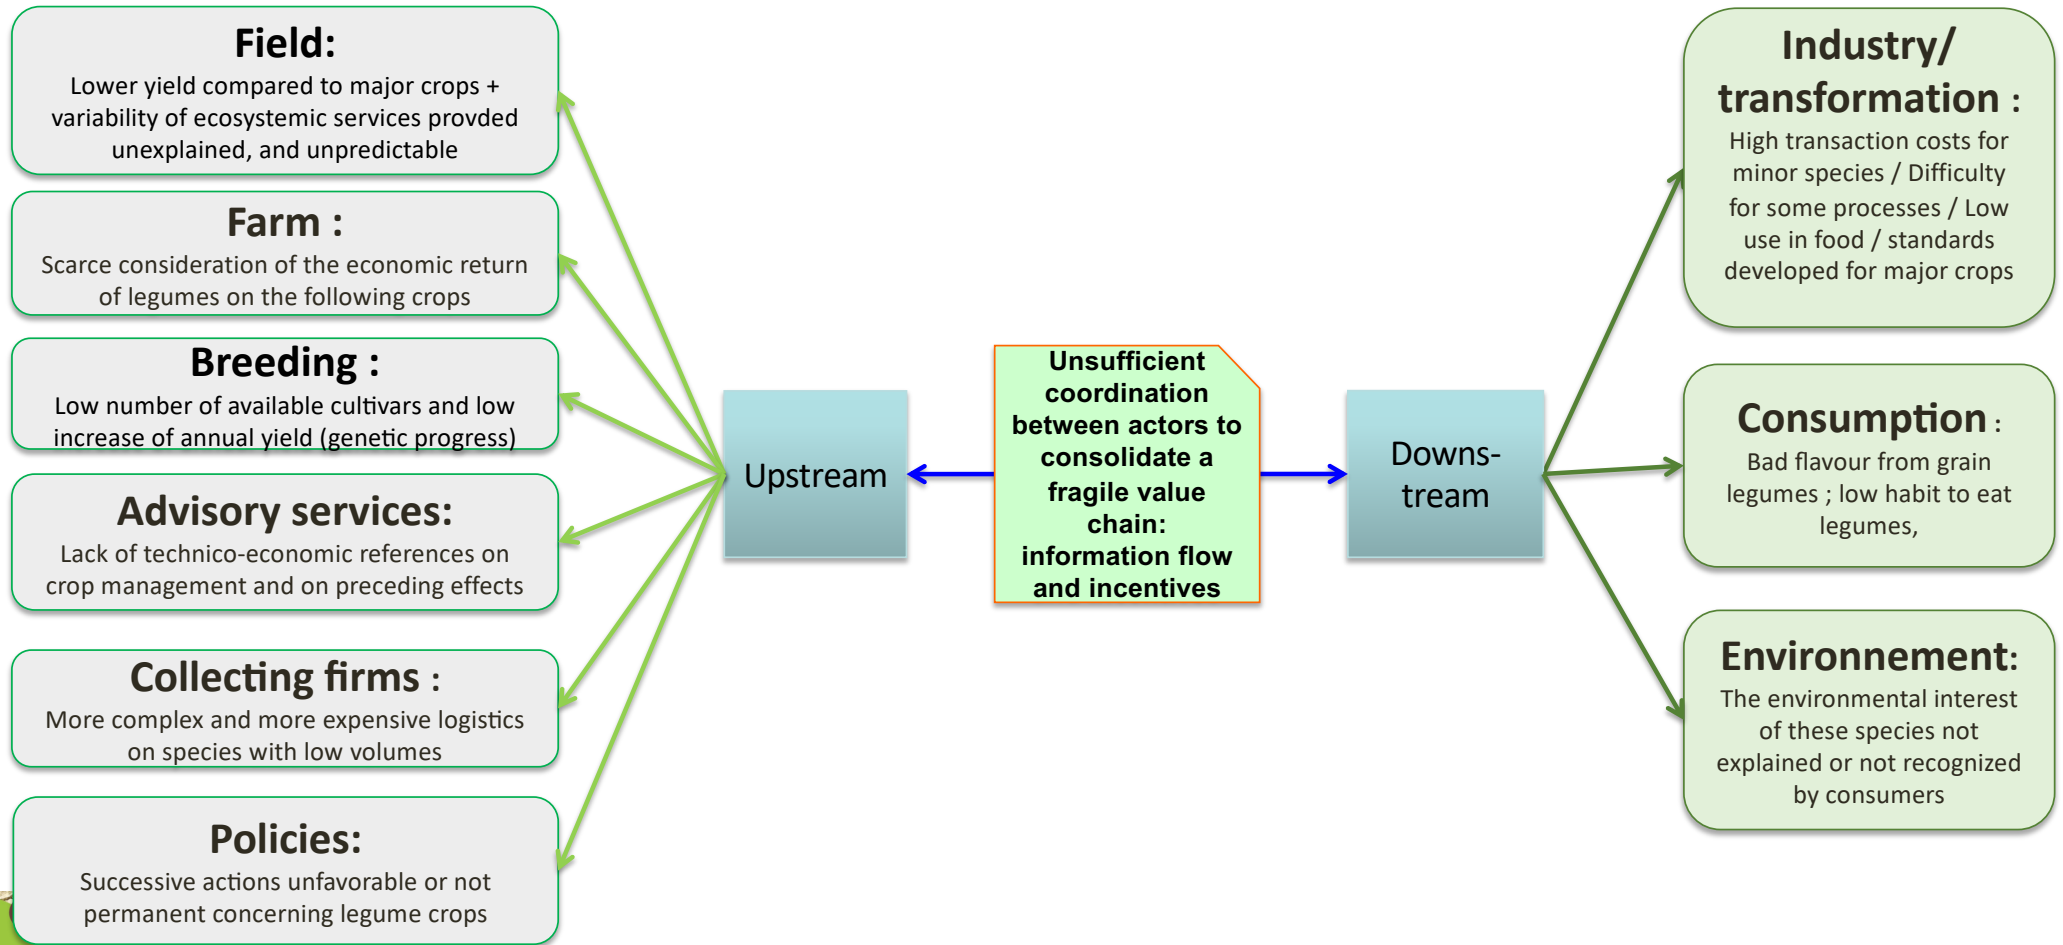 Field:
Lower yield compared to major crops +
variability of ecosystemic services provded
unexplained, and unpredictable
Farm :
Scarce consideration of the economic return
of legumes on the following crops
Breeding :
Low number of available cultivars and low
increase of annual yield (genetic progress)
Advisory services:
Lack of technico-economic references on
crop management and on preceding effects
Collecting firms :
More complex and more expensive logistics
on species with low volumes
Policies:
Successive actions unfavorable or not
permanent concerning legume crops
Upstream
Unsufficient
coordination
between actors to
consolidate a
fragile value
chain:
information flow
and incentives
Downs-
tream
Industry/
transformation :
High transaction costs for
minor species / Difficulty
for some processes / Low
use in food / standards
developed for major crops
Consumption :
Bad flavour from grain
legumes ; low habit to eat
legumes,
Environnement:
The environmental interest
of these species not
explained or not recognized
by consumers